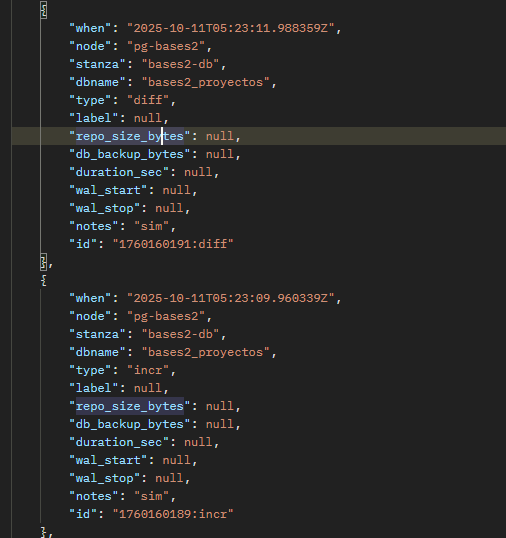 {
"when": "2025-10-11T05:23:11.988359Z",
"node": "pg-bases2",
"stanza": "bases2-db",
"dbname": "bases2_proyectos",
"type": "diff",
"label": null,
"repo_size_bytes": null,
"db_backup_bytes": null,
"duration_sec": null,
"wal_start": null,
"wal_stop": null,
"notes": "sim",
"id": "1760160191:diff"
},
{
"when": "2025-10-11T05:23:09.960339Z",
"node": "pg-bases2",
"stanza": "bases2-db",
"dbname": "bases2_proyectos",
"type": "incr",
"label": null,
"repo_size_bytes": null,
"db_backup_bytes": null,
"duration_sec": null,
"wal_start": null,
"wal_stop": null,
"notes": "sim",
"id": "1760160189:incr"
},